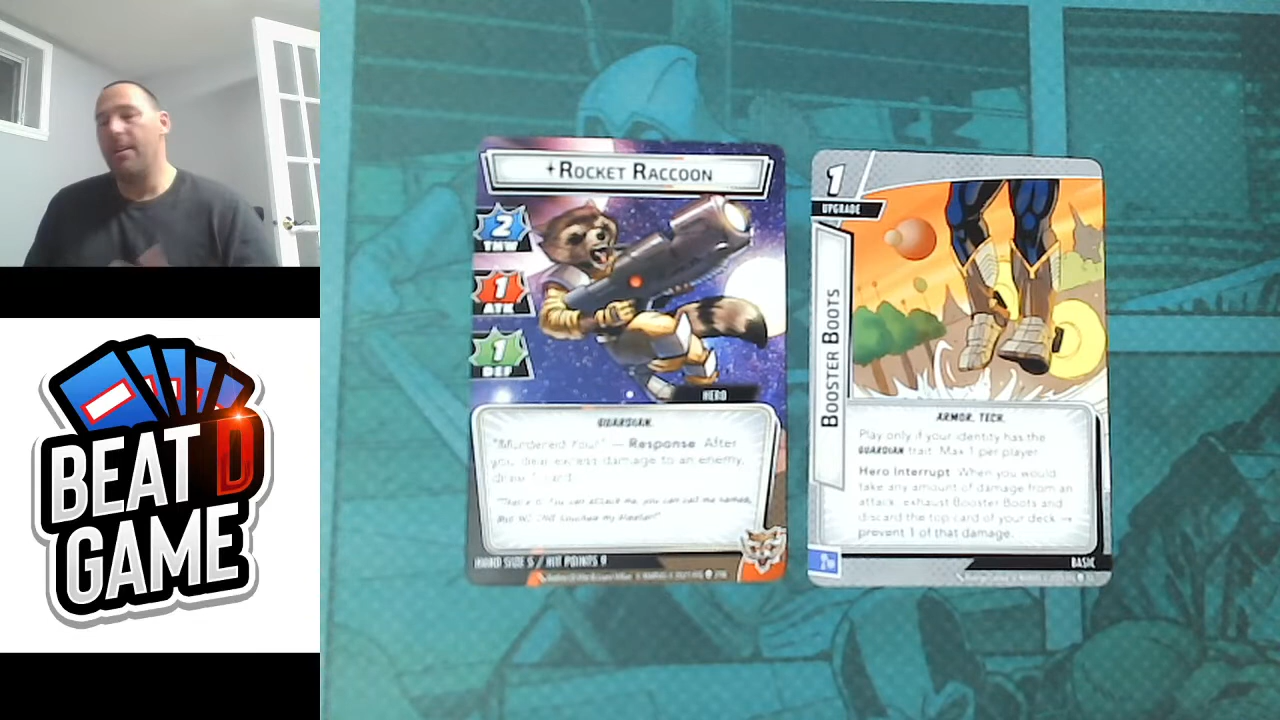 BEAT D
GAME
ROCKET RACCOON
2
THW
1
ATK
1
DEF
HERO
GUARDIAN.
"Murdered You!" — Response: After
you deal excess damage to an enemy,
draw 1 card.
HAND SIZE 5 / HIT POINTS 9
1
UPGRADE
BOOSTER BOOTS
ARMOR. TECH.
Play only if your identity has the
GUARDIAN trait. Max 1 per player.
Hero Interrupt: When you would
take any amount of damage from an
attack, exhaust Booster Boots and
discard the top card of your deck →
prevent 1 of that damage.
BASIC